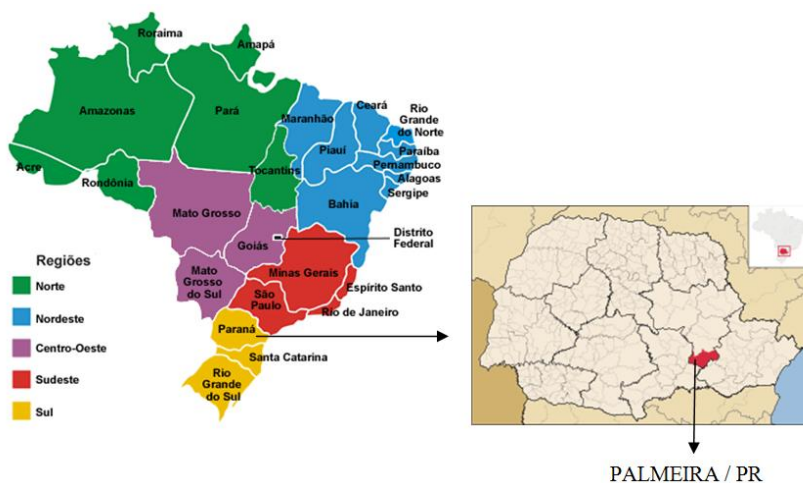 Roraima
Amapá
Amazonas
Pará
Maranhão
Ceará
Rio
Grande
do Norte
Piauí
Paraíba
Pernambuco
Alagoas
Sergipe
Acre
Rondônia
Tocantins
Bahia
Mato Grosso
Distrito
Federal
Goiás
Mato
Grosso
do Sul
Minas Gerais
Espírito Santo
São
Paulo
Rio de Janeiro
Paraná
Santa Catarina
Rio
Grande
do Sul
Regiões
Norte
Nordeste
Centro-Oeste
Sudeste
Sul
PALMEIRA / PR